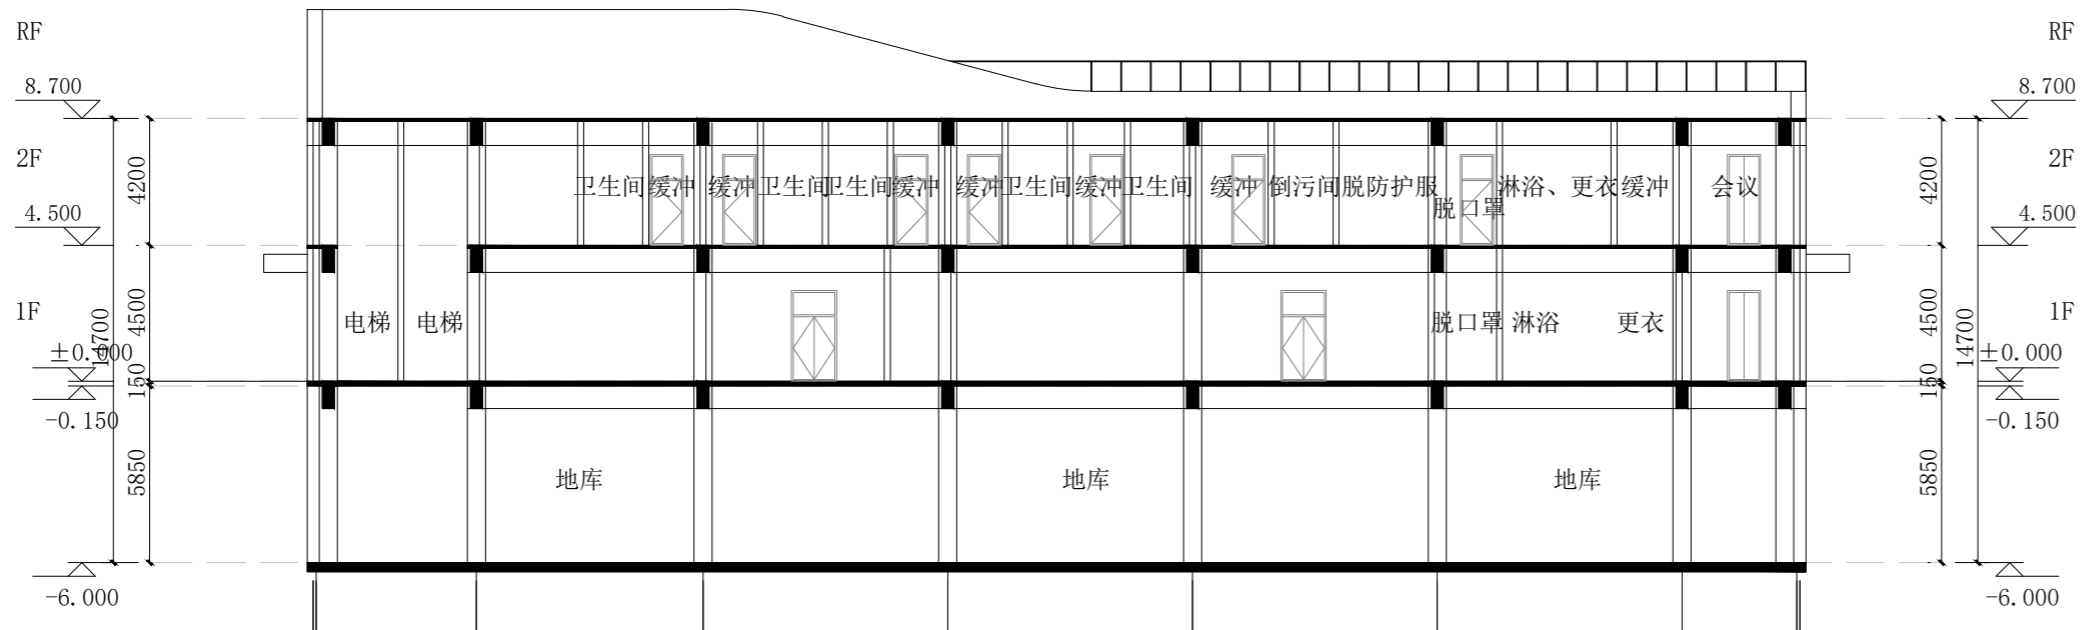 RF
RF
8.700
8.700
2F
2F
4200
4200
卫生间 缓冲 缓冲 卫生间 卫生间 缓冲 缓冲 卫生间 缓冲 卫生间 缓冲 倒污间 脱防护服 淋浴、更衣 缓冲 会议
脱口罩
4.500
4.500
1F
1F
4500
4500
14700
14700
电梯 电梯 脱口罩 淋浴 更衣
±0.000
±0.000
150
150
-0.150
-0.150
5850
5850
地库 地库 地库
-6.000
-6.000